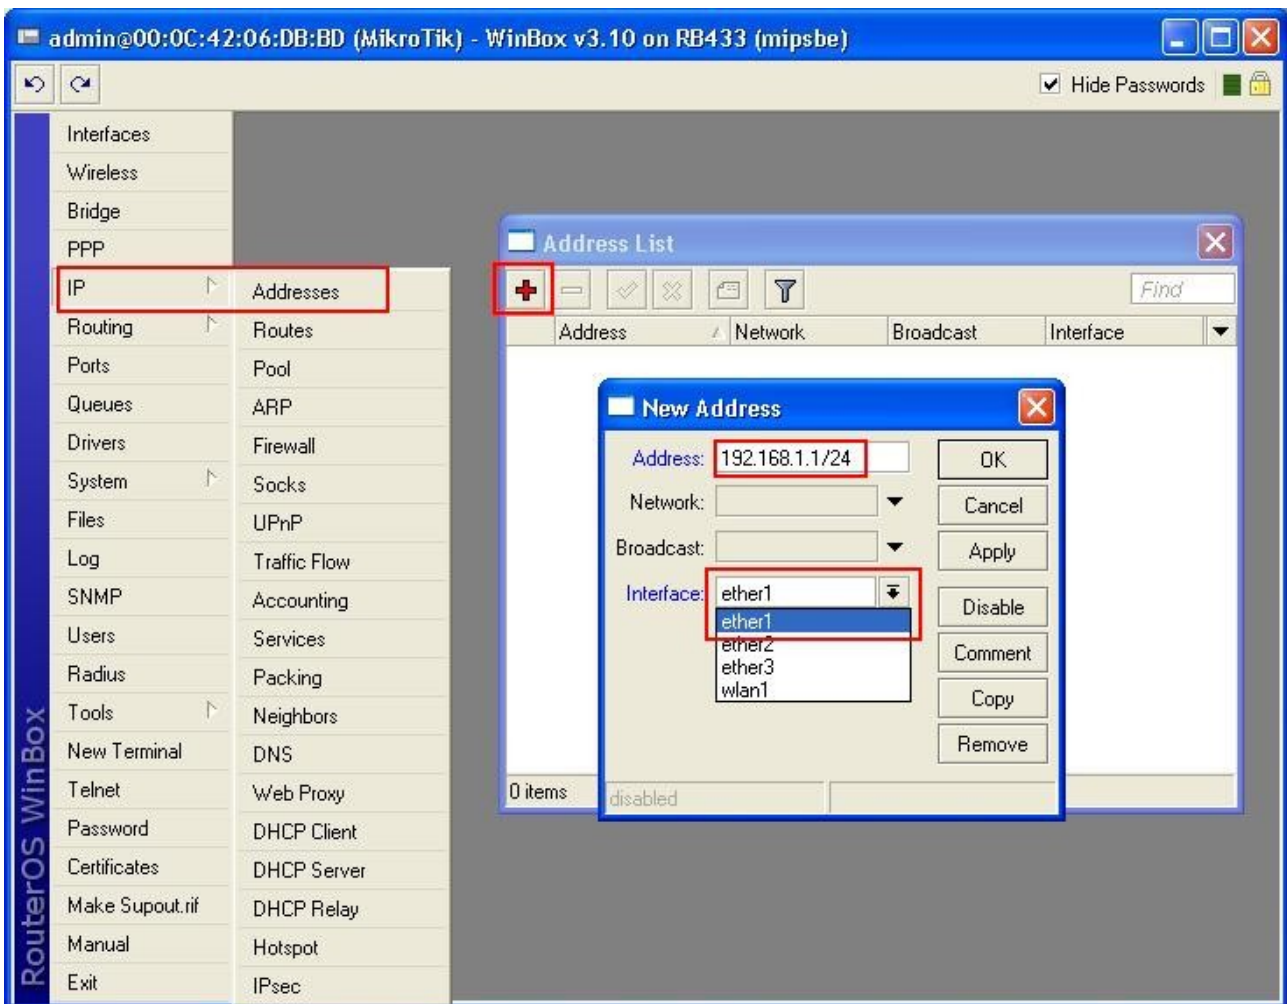 admin@00:0C:42:06:DB:BD (MikroTik) - WinBox v3.10 on RB433 (mipsbe)
Hide Passwords
RouterOS WinBox
Interfaces
Wireless
Bridge
PPP
IP
Routing
Ports
Queues
Drivers
System
Files
Log
SNMP
Users
Radius
Tools
New Terminal
Telnet
Password
Certificates
Make Supout.rif
Manual
Exit
Addresses
Routes
Pool
ARP
Firewall
Socks
UPnP
Traffic Flow
Accounting
Services
Packing
Neighbors
DNS
Web Proxy
DHCP Client
DHCP Server
DHCP Relay
Hotspot
IPsec
Address List
Find
Address Network Broadcast Interface
0 items
New Address
Address: 192.168.1.1/24
Network:
Broadcast:
Interface: ether1
ether1
ether2
ether3
wlan1
OK
Cancel
Apply
Disable
Comment
Copy
Remove
disabled